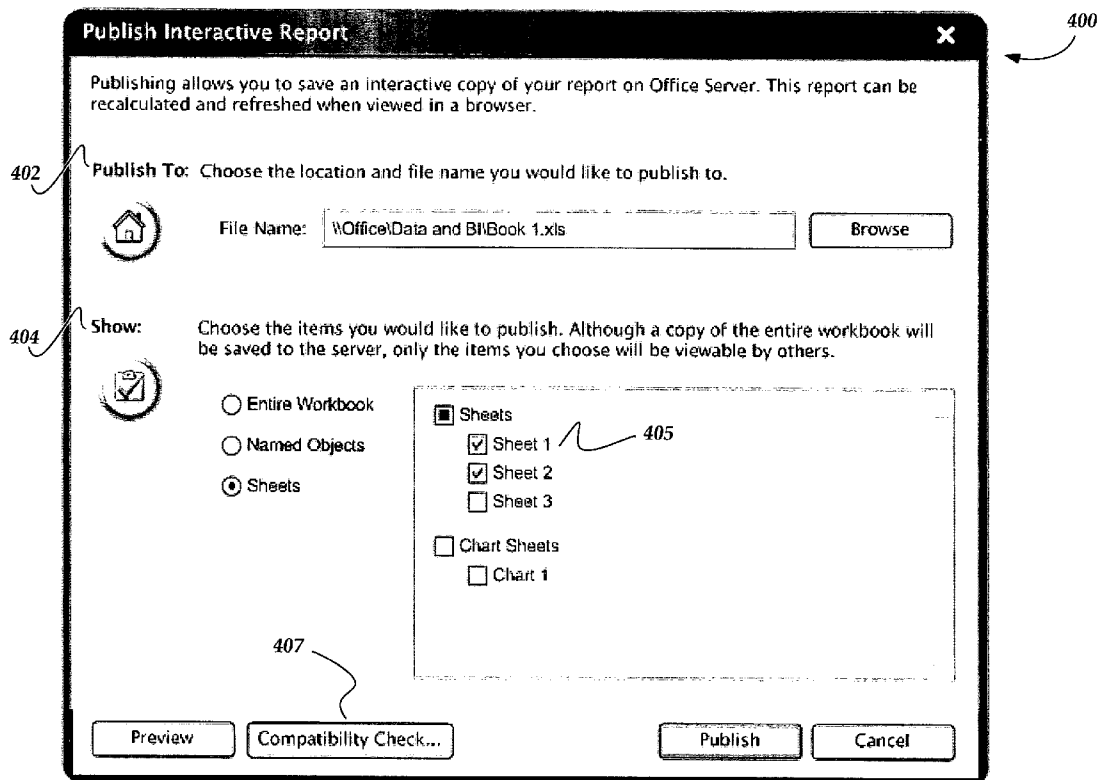 Publish Interactive Report
400
Publishing allows you to save an interactive copy of your report on Office Server. This report can be
recalculated and refreshed when viewed in a browser.
402
Publish To: Choose the location and file name you would like to publish to.
File Name: \\Office\Data and BI\Book 1.xls Browse
404
Show: Choose the items you would like to publish. Although a copy of the entire workbook will
be saved to the server, only the items you choose will be viewable by others.
Entire Workbook
Named Objects
Sheets
Sheets
Sheet 1 405
Sheet 2
Sheet 3
Chart Sheets
Chart 1
407
Preview Compatibility Check... Publish Cancel